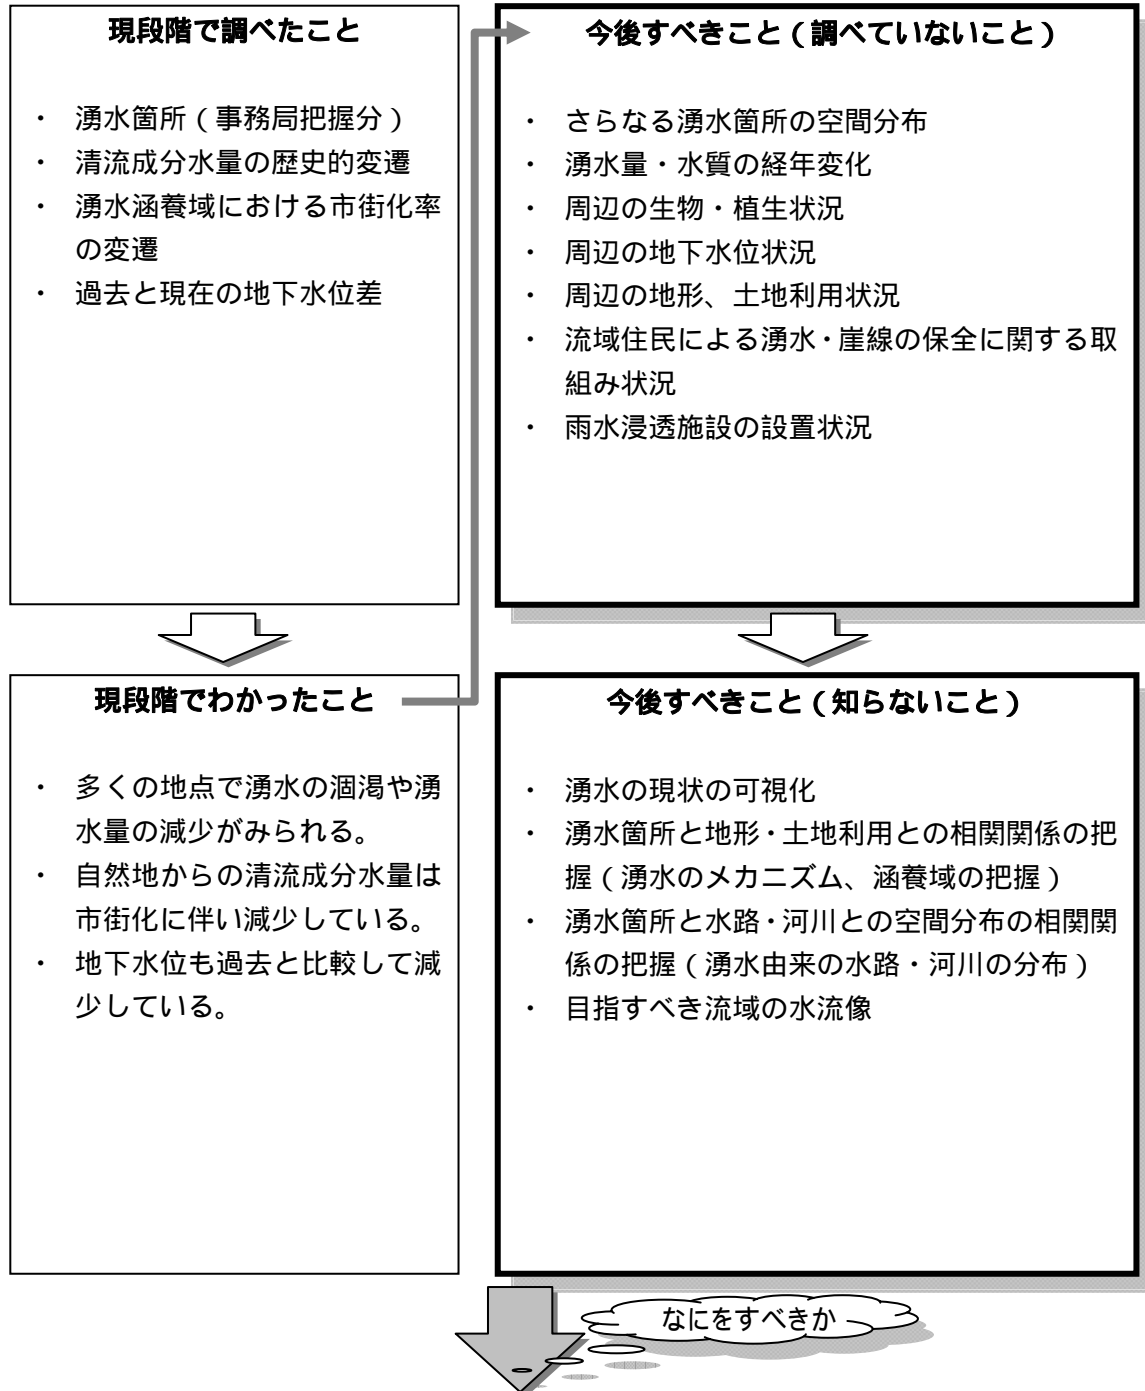 現段階で調べたこと
・ 湧水箇所（事務局把握分）
・ 清流成分水量の歴史的変遷
・ 湧水涵養域における市街化率
の変遷
・ 過去と現在の地下水位差
今後すべきこと（調べていないこと）
・ さらなる湧水箇所の空間分布
・ 湧水量・水質の経年変化
・ 周辺の生物・植生状況
・ 周辺の地下水位状況
・ 周辺の地形、土地利用状況
・ 流域住民による湧水・崖線の保全に関する取
組み状況
・ 雨水浸透施設の設置状況
現段階でわかったこと
・ 多くの地点で湧水の涸渇や湧
水量の減少がみられる。
・ 自然地からの清流成分水量は
市街化に伴い減少している。
・ 地下水位も過去と比較して減
少している。
今後すべきこと（知らないこと）
・ 湧水の現状の可視化
・ 湧水箇所と地形・土地利用との相関関係の把
握（湧水のメカニズム、涵養域の把握）
・ 湧水箇所と水路・河川との空間分布の相関関
係の把握（湧水由来の水路・河川の分布）
・ 目指すべき流域の水流像
なにをすべきか